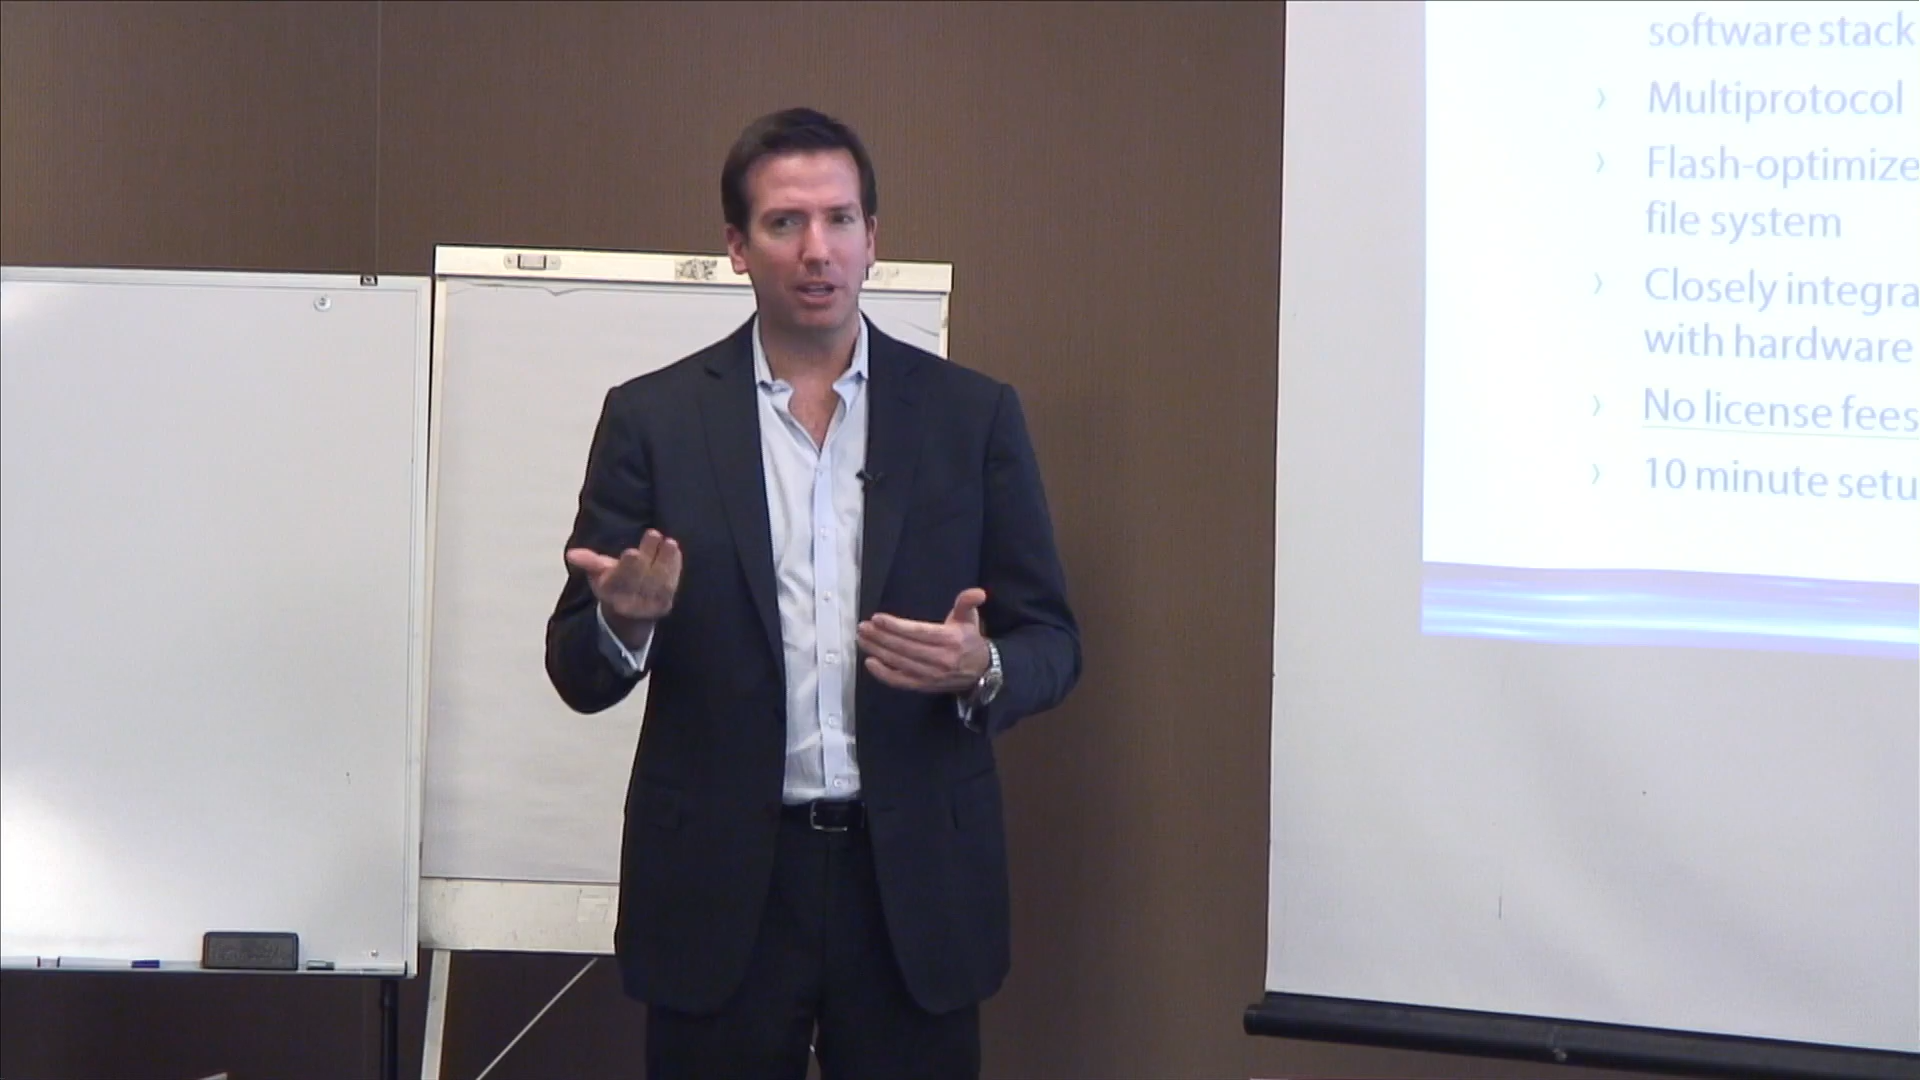 software stack
Multiprotocol
Flash-optimize
file system
Closely integra
with hardware
No license fees
10 minute setu